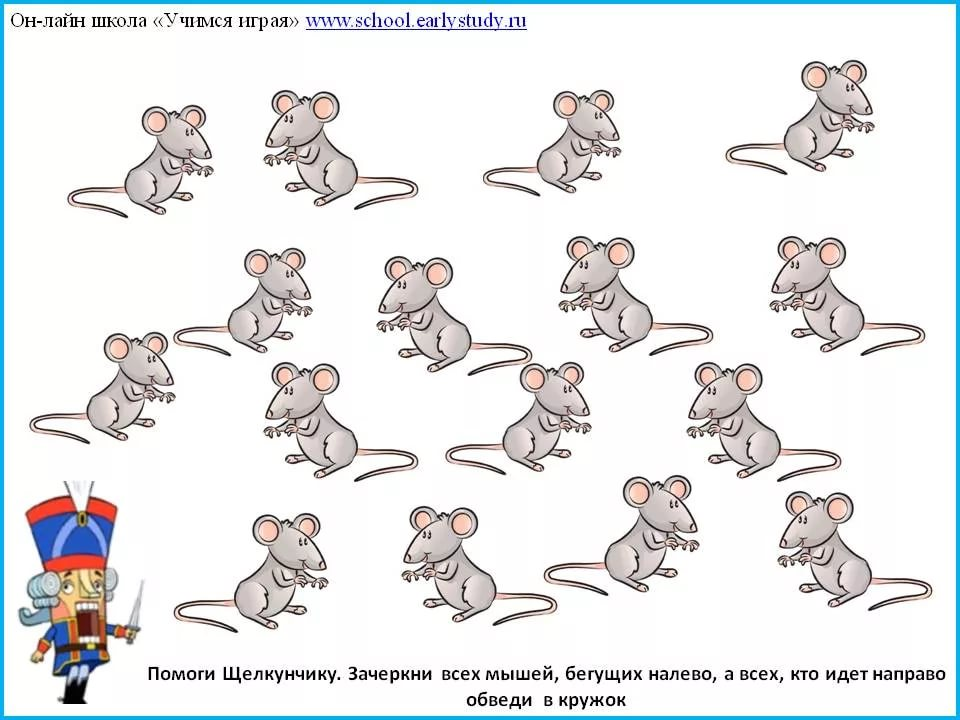 Он-лайн школа «Учимся играя» www.school.earlystudy.ru
Помоги Щелкунчику. Зачеркни всех мышей, бегущих налево, а всех, кто идет направо
обведи в кружок